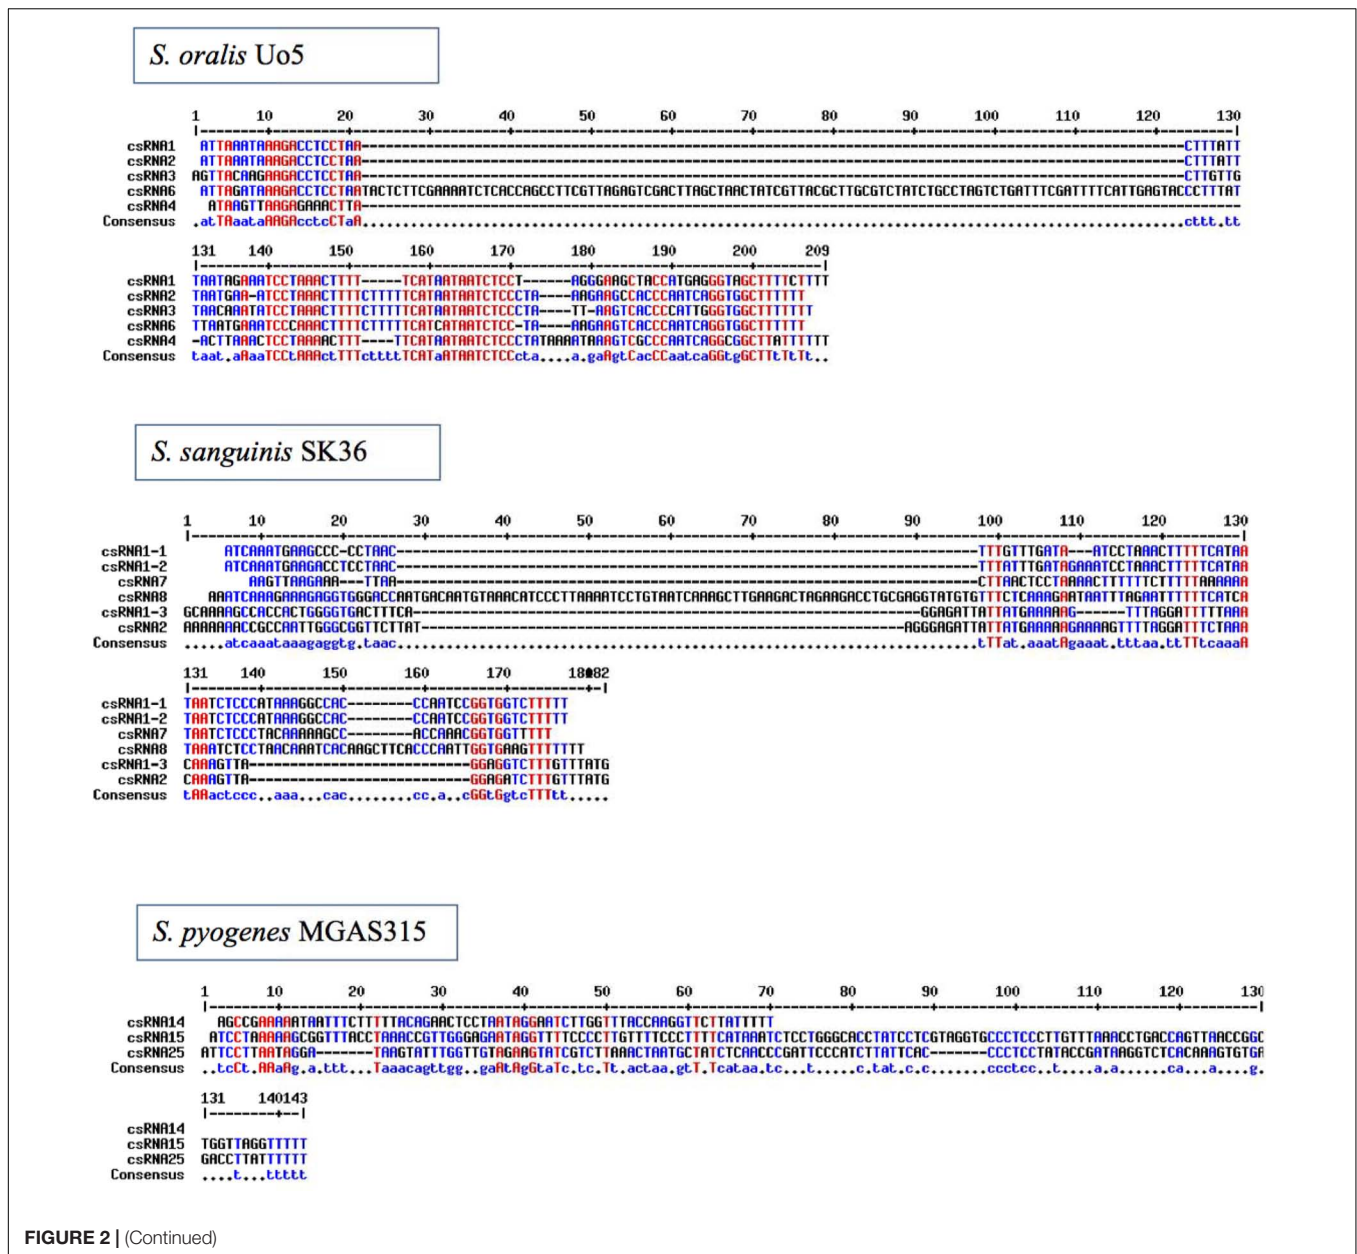 S. oralis Uo5
1 10 20 30 40 50 60 70 80 90 100 110 120 130
csRNA1 ATTAAATAAAGACCTCCTAA CTTTATT
csRNA2 ATTAAATAAAGACCTCCTAA CTTTATT
csRNA3 AGTTACAAGAAGACCTCCTAA CTTGTTG
csRNA6 ATTAGATAAAGACCTCCTAATACTCTTCGAAAATCTCACCAGCCTTCGTTAGAGTCGACTTAGCTAACTATCGTTACGCTTGCGTCTATCTGCCTAGTCTGATTTCGATTTTCATTGAGTACCCTTTAT
csRNA4 ATAAGTTAAGAGAAACTTA
Consensus .atTAaataAAGAcctcCTaA cttt.tt
131 140 150 160 170 180 190 200 209
csRNA1 TAATAGAAATCCTAAACTTTT-----TCATAATAATCTCCT------AGGGAAGCTACCATGAGGGTAGCTTTTCTTTT
csRNA2 TAATGAA-ATCCTAAACTTTTCTTTTTCATAATAATCTCCCTA----AAGAAGCCACCCAATCAGGTGGCTTTTTT
csRNA3 TAACAAATATCCTAAACTTTTCTTTTTCATAATAATCTCCCTA----TT-AAGTCACCCCATTGGGTGGCTTTTTTT
csRNA6 TTAATGAAATCCCAAACTTTTCTTTTTCATCATAATCTCC-TA----AAGAAGTCACCCAATCAGGTGGCTTTTTT
csRNA4 -ACTTAAACTCCTAAAACTTT----TTCATAATAATCTCCCTATAAAATAAAGTCGCCCAATCAGGCGGCTTATTTTTT
Consensus taat.aAaaTCCtAAActTTTctttttTCATAaTAATCTCCcta....a.gaAgtCacCCaatcaGGtgGCTTtTtTt..
S. sanguinis SK36
1 10 20 30 40 50 60 70 80 90 100 110 120 130
csRNA1-1 ATCAAATGAAGCCC-CCTAAC TTTGTTTGATA---ATCCTAAACTTTTTCATAA
csRNA1-2 ATCAAATGAAGACCTCCTAAC TTTATTTGATAGAAATCCTAAACTTTTTCATAA
csRNA7 AAGTTAAGAAA---TTAA CTTAACTCCTAAAACTTTTTTCTTTTTAAAAAA
csRNA8 AAATCAAAGAAAGAGGTGGGACCAATGACAATGTAAACATCCCTTAAAATCCTGTAATCAAAGCTTGAAGACTAGAAGACCTGCGAGGTATGTGTTTCTCAAAGAATAATTTAGAATTTTTTCATCA
csRNA1-3 GCAAAAGCCACCACTGGGGTGACTTTCA GGAGATTATTATGAAAAAG------TTTAGGATTTTTAAA
csRNA2 AAAAAAACCGCCAATTGGGCGGTTCTTAT AGGGAGATTATTATGAAAAAGAAAAGTTTTAGGATTTCTAAA
Consensus .....atcaaataaagaggtg.taac tTTat.aaatAgaaat.tttaa.ttTTtcaaaA
131 140 150 160 170 180182
csRNA1-1 TAATCTCCCATAAAGGCCAC--------CCAATCCGGTGGTCTTTTT
csRNA1-2 TAATCTCCCATAAAGGCCAC--------CCAATCCGGTGGTCTTTTT
csRNA7 TAATCTCCCTACAAAAAGCC--------ACCAAACGGTGGTTTTT
csRNA8 TAAATCTCCTAACAAATCACAAGCTTCACCCAATTGGTGAAGTTTTTTT
csRNA1-3 CAAAGTTA---------------------------GGAGGTCTTTGTTTATG
csRNA2 CAAAGTTA---------------------------GGAGATCTTTGTTTATG
Consensus tAAactccc..aaa...cac........cc.a..cGGtGgtcTTTtt.....
S. pyogenes MGAS315
1 10 20 30 40 50 60 70 80 90 100 110 120 130
csRNA14 AGCCGAAAAATAATTTCTTTTTACAGAACTCCTAATAGGAATCTTGGTTTACCAAGGTTCTTATTTTT
csRNA15 ATCCTAAAAAGCGGTTTACCTAAACCGTTGGGAGAATAGGTTTTCCCCTTGTTTTCCCTTTTTCATAAATCTCCTGGGCACCTATCCTCGTAGGTGCCCTCCCTTGTTTAAACCTGACCAGTTAACCGGC
csRNA25 ATTCCTTAATAGGA-------TAAGTATTTGGTTGTAGAAGTATCGTCTTAAACTAATGCTATCTCAACCCGATTCCCATCTTATTCAC-------CCCTCCTATACCGATAAGGTCTCACAAAGTGTGA
Consensus ..tcCt.AAaAg.a.ttt...Taaacagttgg..gaAtAgGtaTc.tc.Tt.actaa.gtT.Tcataa.tc...t.....c.tat.c.c.......ccctcc..t....a.a......ca...a....g.
131 140143
csRNA14
csRNA15 TGGTTAGGTTTTT
csRNA25 GACCTTATTTTTT
Consensus ....t...ttttt
FIGURE 2 | (Continued)